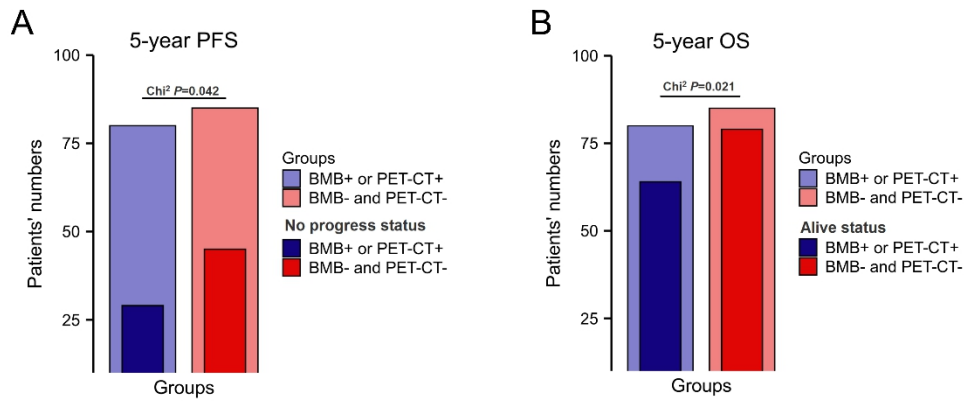 A
5-year PFS
100
75
50
25
Patients' numbers
Chi² P=0.042
Groups
Groups
BMB+ or PET-CT+
BMB- and PET-CT-
No progress status
BMB+ or PET-CT+
BMB- and PET-CT-
B
5-year OS
100
75
50
25
Patients' numbers
Chi² P=0.021
Groups
Groups
BMB+ or PET-CT+
BMB- and PET-CT-
Alive status
BMB+ or PET-CT+
BMB- and PET-CT-